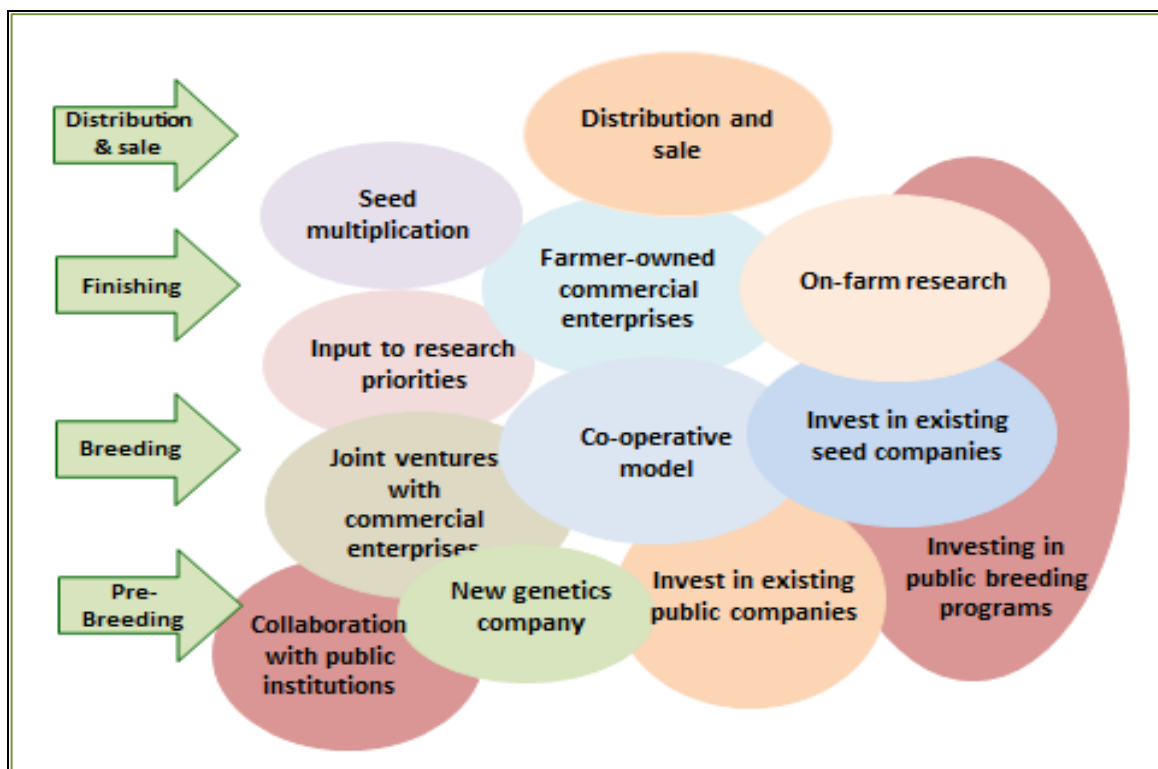 Distribution
& sale
Finishing
Breeding
Pre-
Breeding
Distribution and
sale
Seed
multiplication
Farmer-owned
commercial
enterprises
On-farm research
Input to research
priorities
Co-operative
model
Invest in existing
seed companies
Joint ventures
with
commercial
enterprises
New genetics
company
Invest in existing
public companies
Investing in
public breeding
programs
Collaboration
with public
institutions